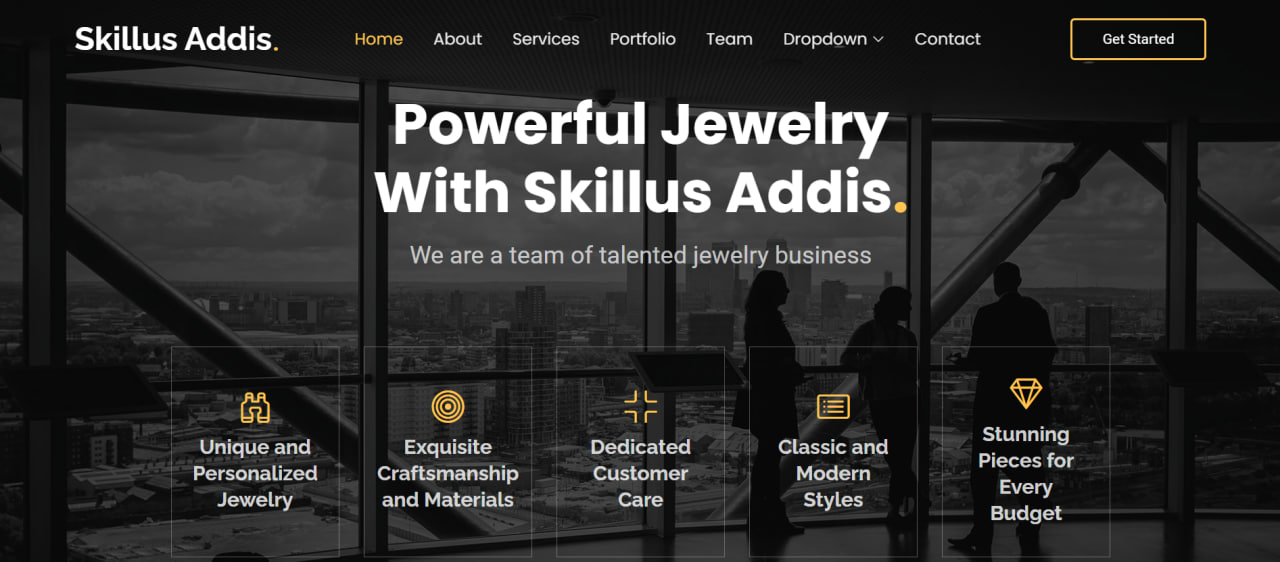 Skillus Addis.
Home About Services Portfolio Team Dropdown Contact
Get Started
Powerful Jewelry
With Skillus Addis.
We are a team of talented jewelry business
Unique and
Personalized
Jewelry
Exquisite
Craftsmanship
and Materials
Dedicated
Customer
Care
Classic and
Modern
Styles
Stunning
Pieces for
Every
Budget